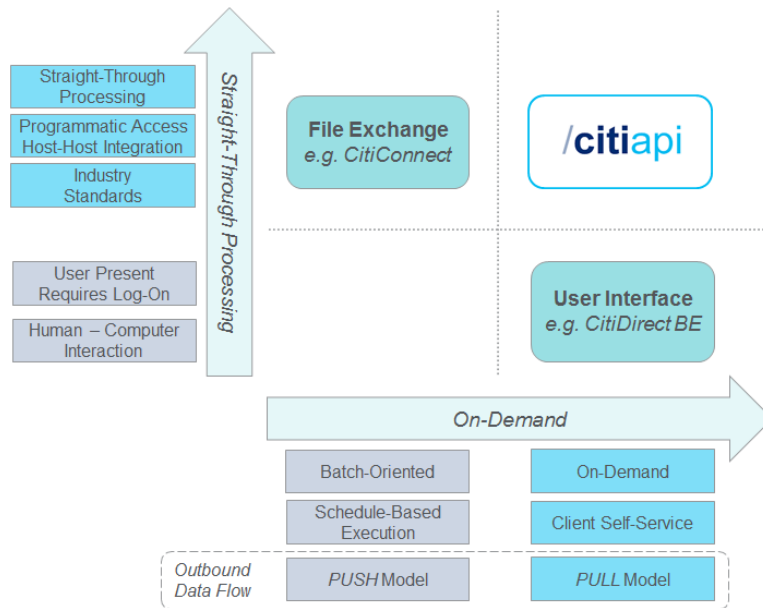 Straight-Through
Processing
Programmatic Access
Host-Host Integration
Industry
Standards
User Present
Requires Log-On
Human – Computer
Interaction
Straight-Through Processing
File Exchange
e.g. CitiConnect
/citiapi
User Interface
e.g. CitiDirect BE
On-Demand
Batch-Oriented
On-Demand
Schedule-Based
Execution
Client Self-Service
Outbound
Data Flow
PUSH Model
PULL Model